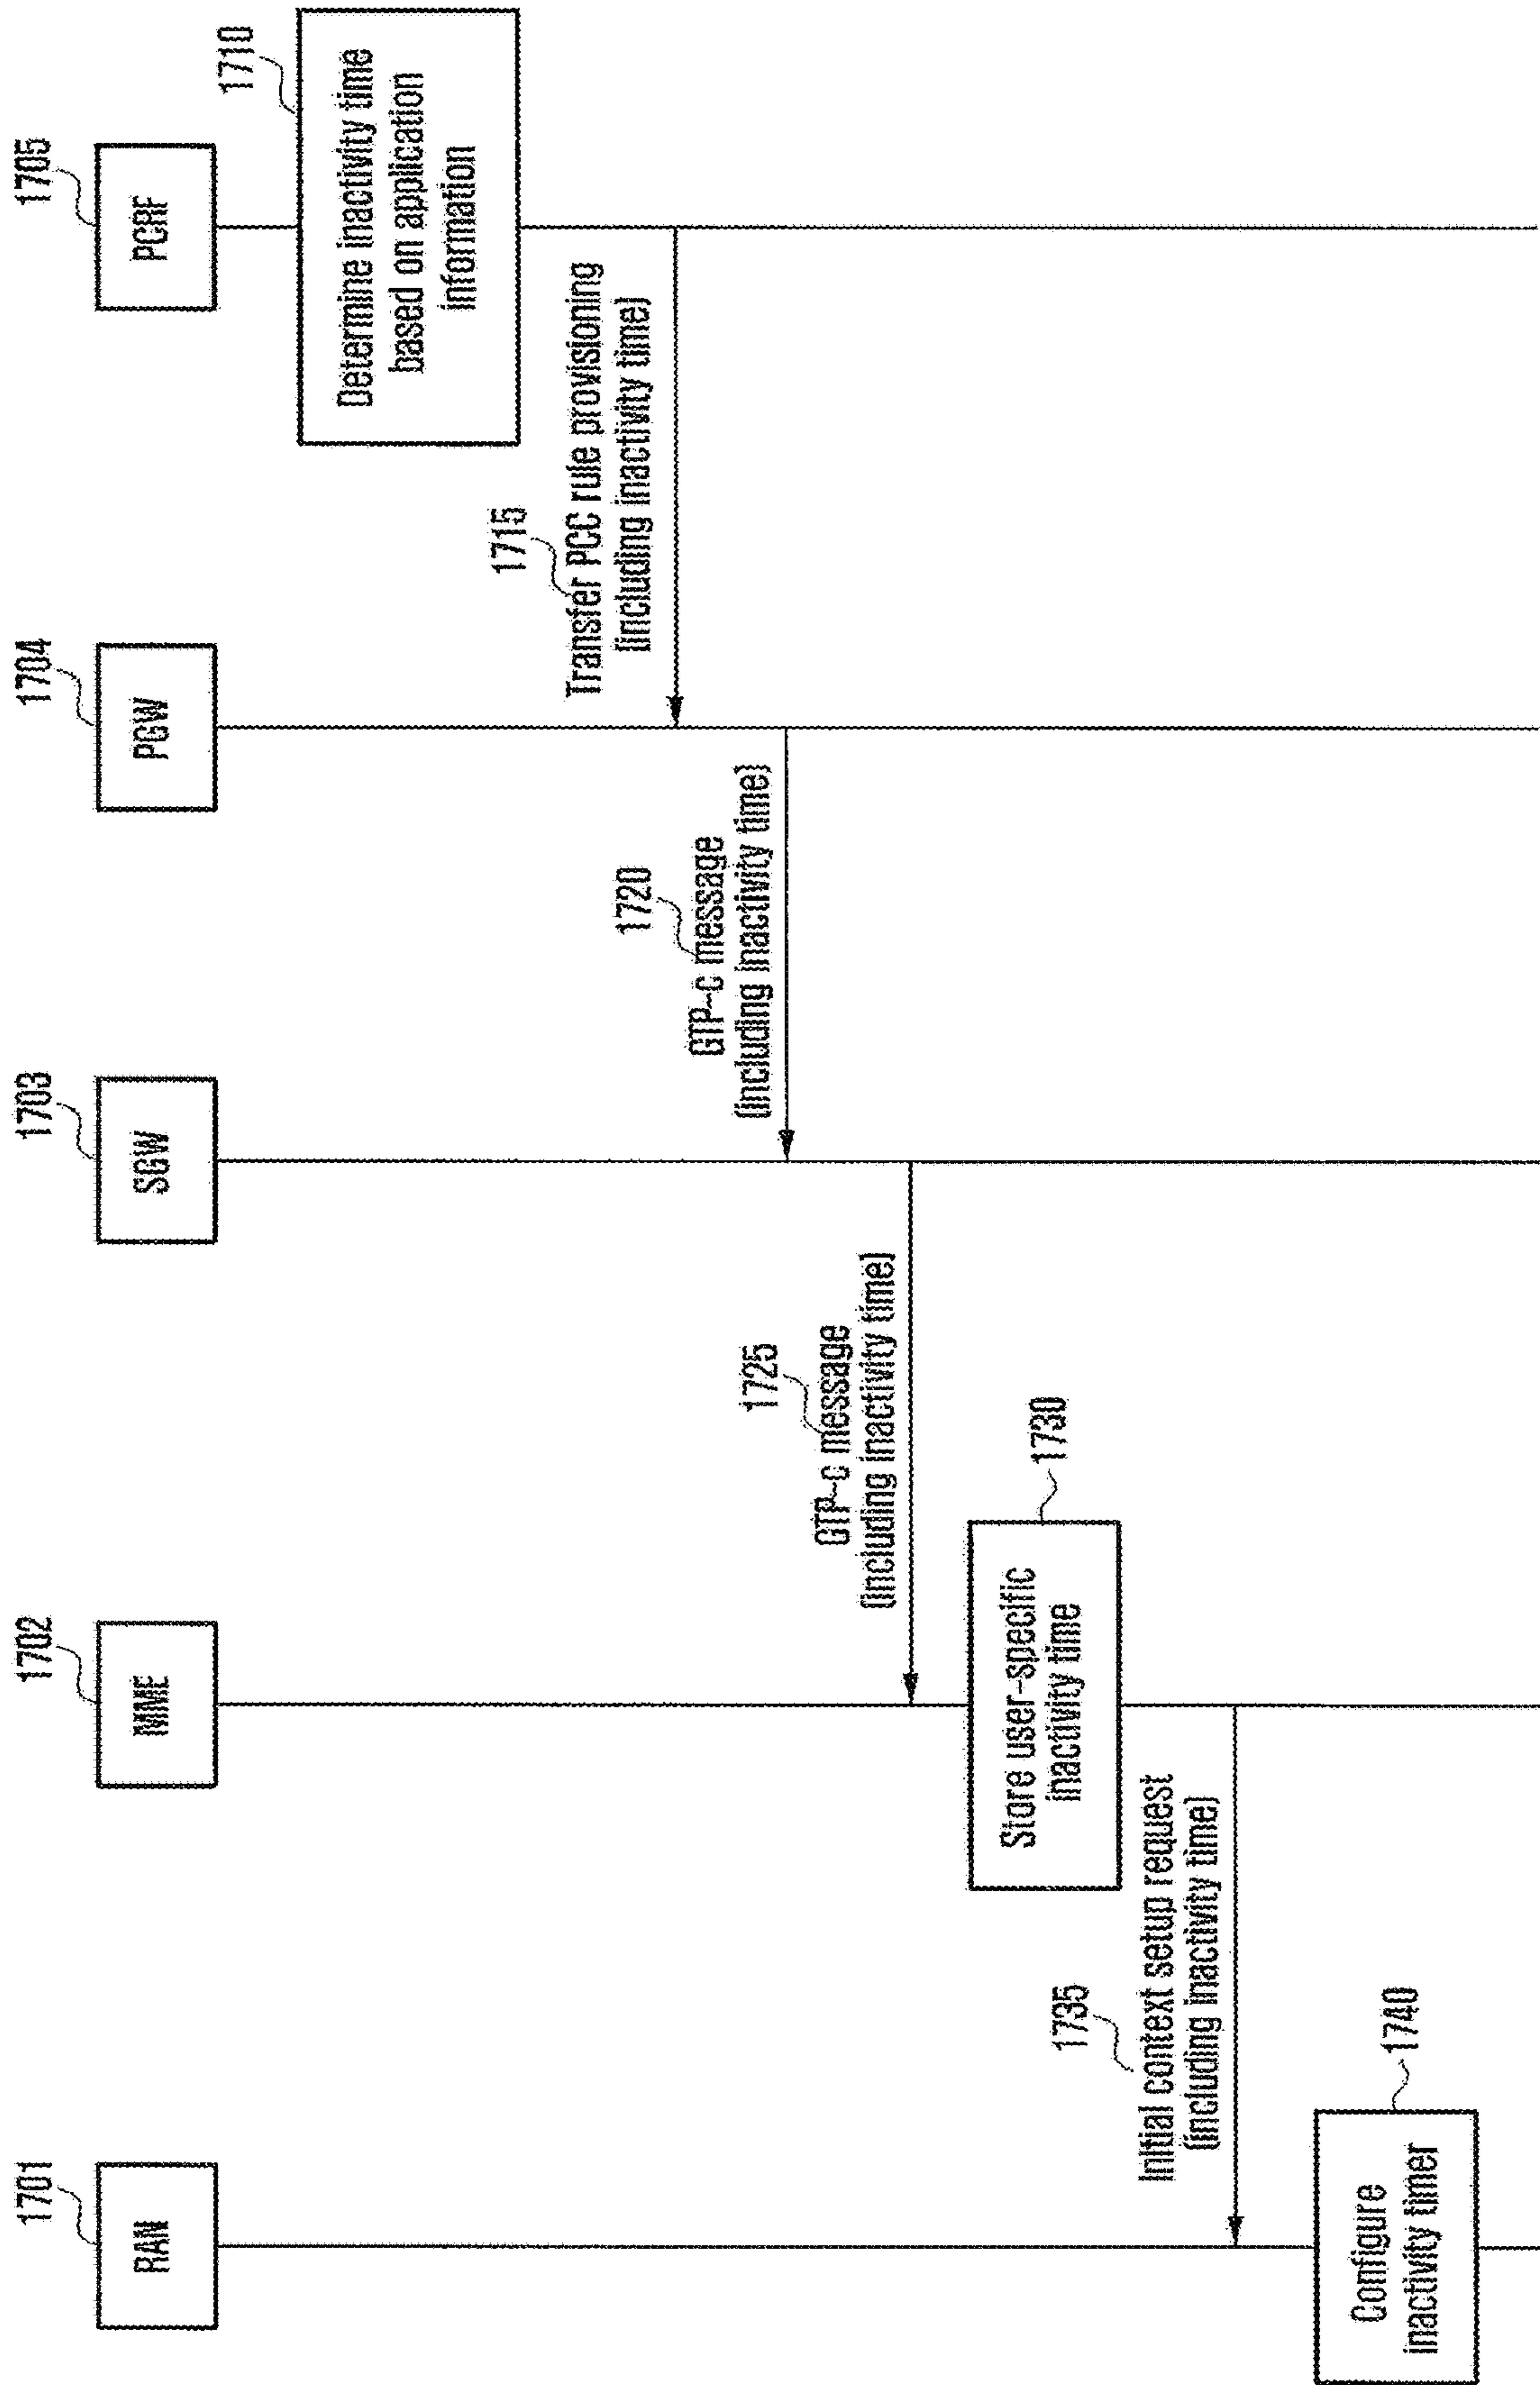 1701
RAN
1702
MME
1703
SGW
1704
PGW
1705
PCRF
1710
Determine inactivity time
based on application
information
1715
Transfer PCC rule provisioning
(including inactivity time)
1720
GTP-c message
(including inactivity time)
1725
GTP-c message
(including inactivity time)
Store user-specific
inactivity time
1730
1735
Initial context setup request
(including inactivity time)
Configure
inactivity timer
1740